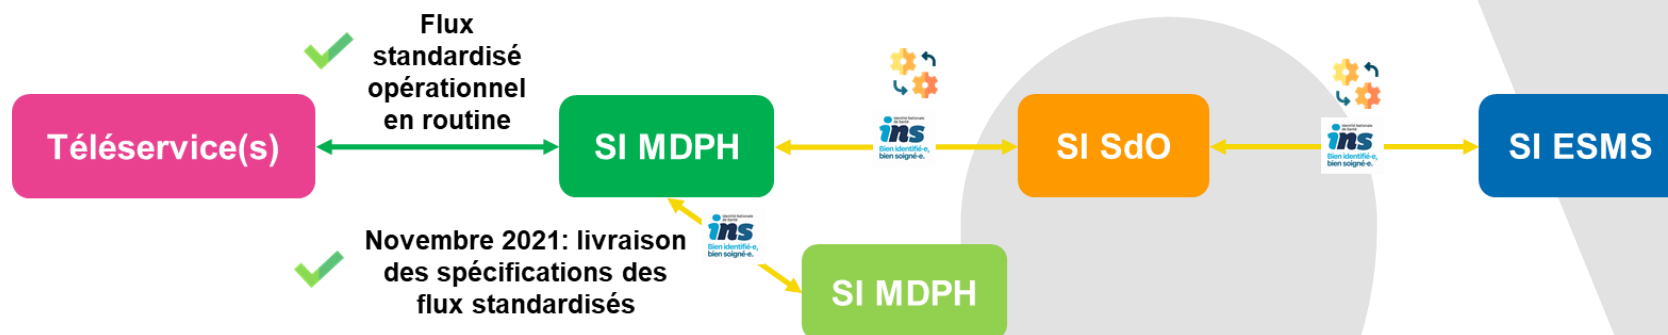 Flux
standardisé
opérationnel
en routine
Téléservice(s)
SI MDPH
ins
Bien identifié·e,
bien soigné·e.
SI SdO
ins
Bien identifié·e,
bien soigné·e.
SI ESMS
Novembre 2021: livraison
des spécifications des
flux standardisés
ins
Bien identifié·e,
bien soigné·e.
SI MDPH